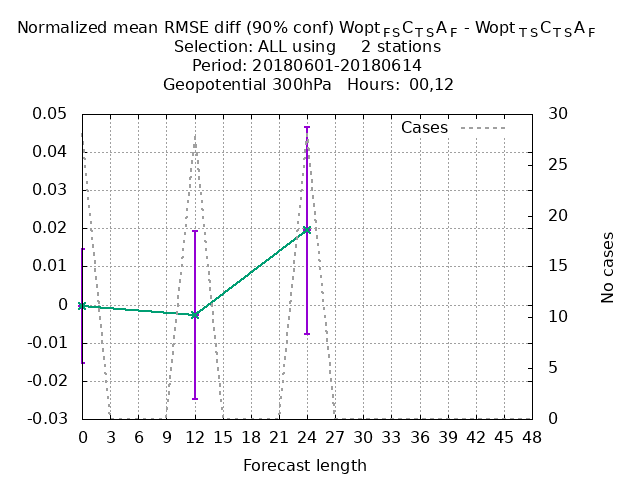 Normalized mean RMSE diff (90% conf) Wopt FS C TS A F - Wopt TS C TS A F
Selection: ALL using     2 stations
Period: 20180601-20180614
Geopotential 300hPa   Hours: 00,12
Cases
0.05
0.04
0.03
0.02
0.01
0
-0.01
-0.02
-0.03
30
25
20
15
10
5
0
No cases
0 3 6 9 12 15 18 21 24 27 30 33 36 39 42 45 48
Forecast length